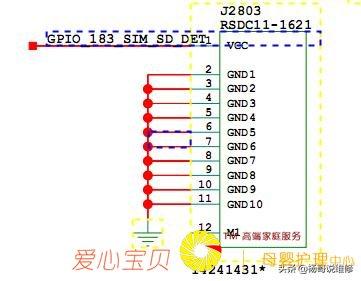 J2803
RSDC11-1621
GPIO_183_SIM_SD_DET 1 VCC
2 GND1
3 GND2
4 GND3
5 GND4
6 GND5
7 GND6
8 GND7
9 GND8
10 GND9
11 GND10
12 M1
TM 高端家庭服务
爱心宝贝 母婴护理中心
14241431*
头条@杨哥说维修